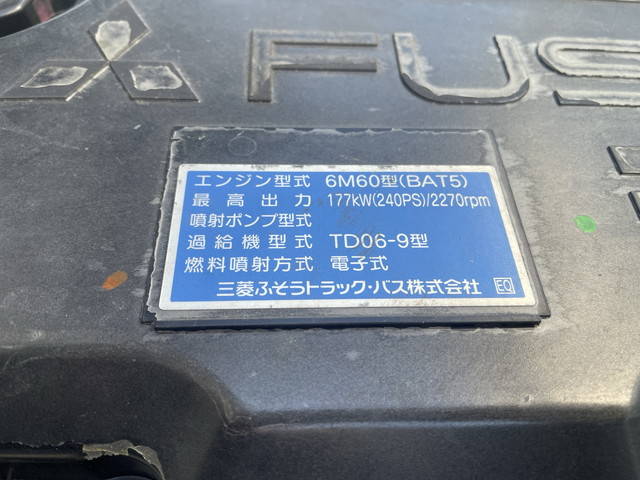 FUS
エンジン型式 6M60型(BAT5)
最高出力 177kW(240PS)/2270rpm
噴射ポンプ型式
過給機型式 TD06-9型
燃料噴射方式 電子式
三菱ふそうトラック・バス株式会社 EQ